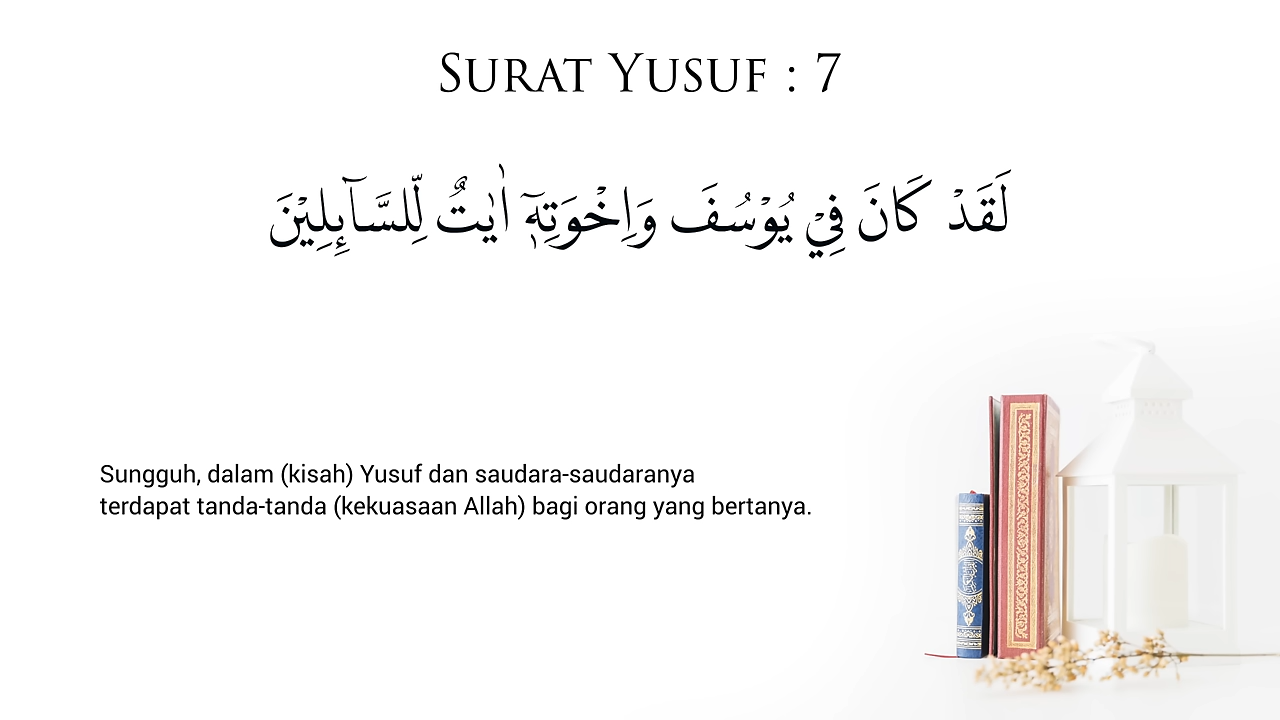 SURAT YUSUF : 7
لَقَدْ كَانَ فِيْ يُوْسُفَ وَاِخْوَتِهٖٓ اٰيٰتٌ لِّلسَّاۤىِٕلِيْنَ
Sungguh, dalam (kisah) Yusuf dan saudara-saudaranya
terdapat tanda-tanda (kekuasaan Allah) bagi orang yang bertanya.